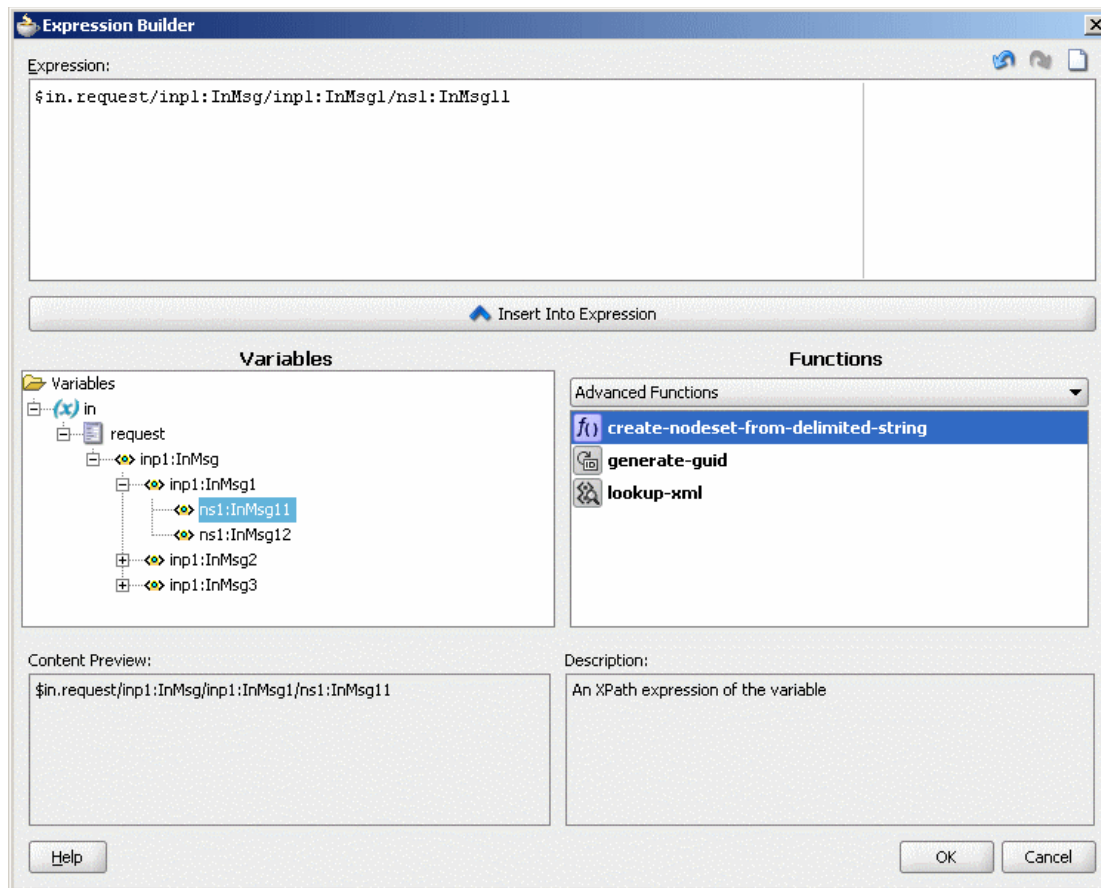 Expression Builder
Expression:
$in.request/inp1:InMsg/inp1:InMsg1/ns1:InMsg11
Insert Into Expression
Variables
Variables
(x) in
request
inp1:InMsg
inp1:InMsg1
ns1:InMsg11
ns1:InMsg12
inp1:InMsg2
inp1:InMsg3
Functions
Advanced Functions
f() create-nodeset-from-delimited-string
generate-guid
lookup-xml
Content Preview:
$in.request/inp1:InMsg/inp1:InMsg1/ns1:InMsg11
Description:
An XPath expression of the variable
Help
OK
Cancel